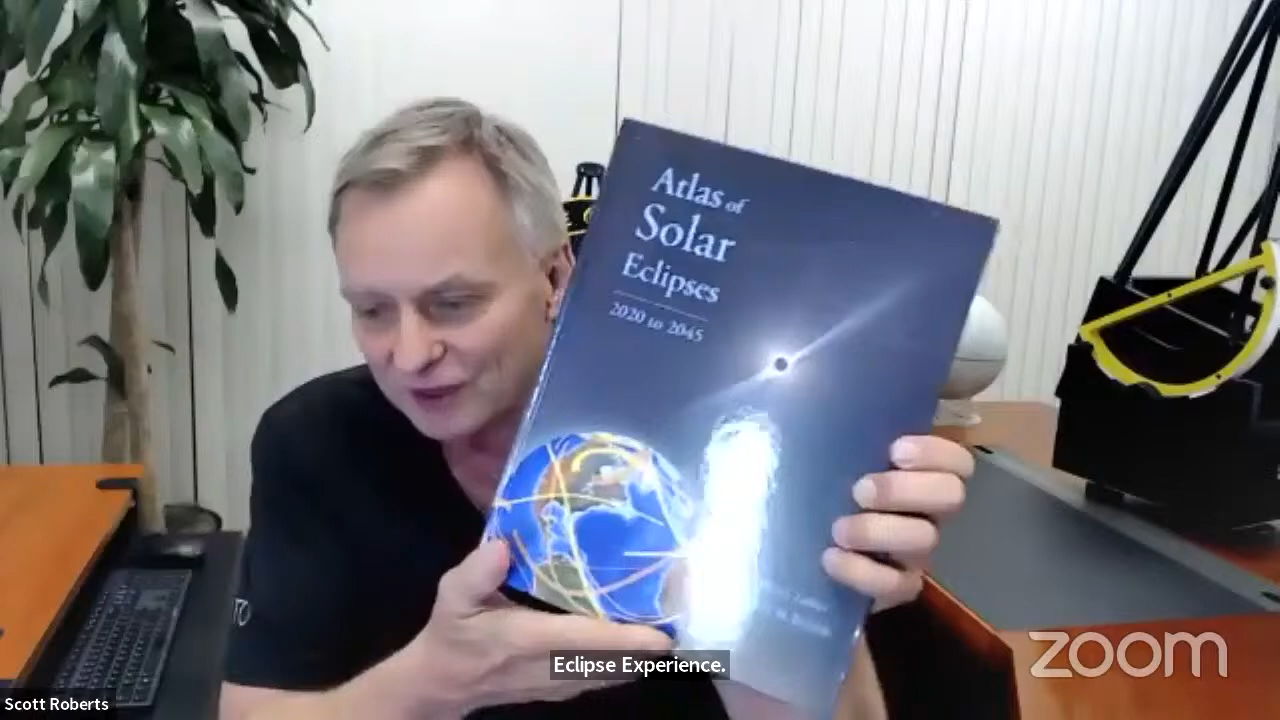 Atlas of
Solar
Eclipses
2020 to 2045
Eclipse Experience.
Scott Roberts
zoom